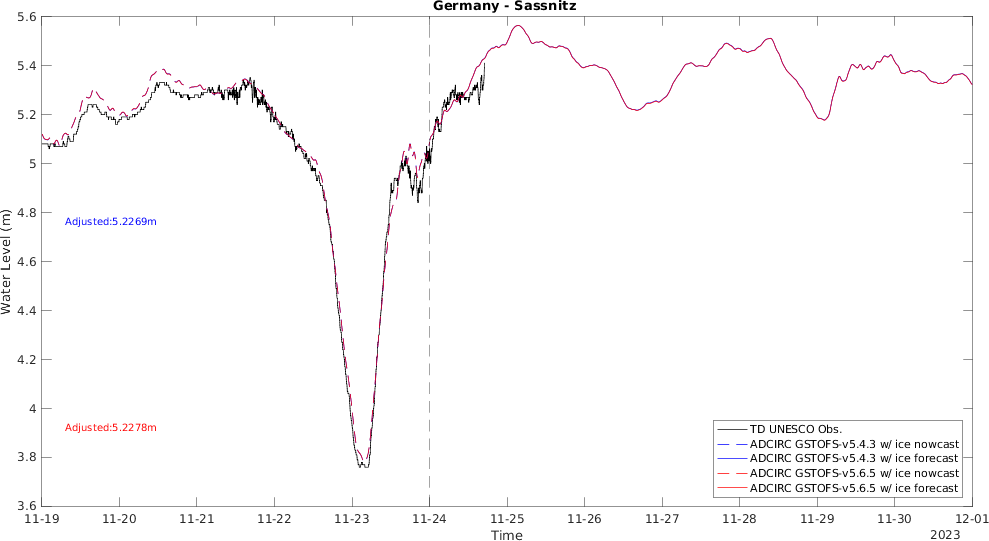 Germany - Sassnitz
5.6
5.4
5.2
5
4.8
4.6
4.4
4.2
4
3.8
3.6
Water Level (m)
Adjusted:5.2269m
Adjusted:5.2278m
TD UNESCO Obs.
ADCIRC GSTOFS-v5.4.3 w/ ice nowcast
ADCIRC GSTOFS-v5.4.3 w/ ice forecast
ADCIRC GSTOFS-v5.6.5 w/ ice nowcast
ADCIRC GSTOFS-v5.6.5 w/ ice forecast
11-19 11-20 11-21 11-22 11-23 11-24 11-25 11-26 11-27 11-28 11-29 11-30 12-01
Time
2023